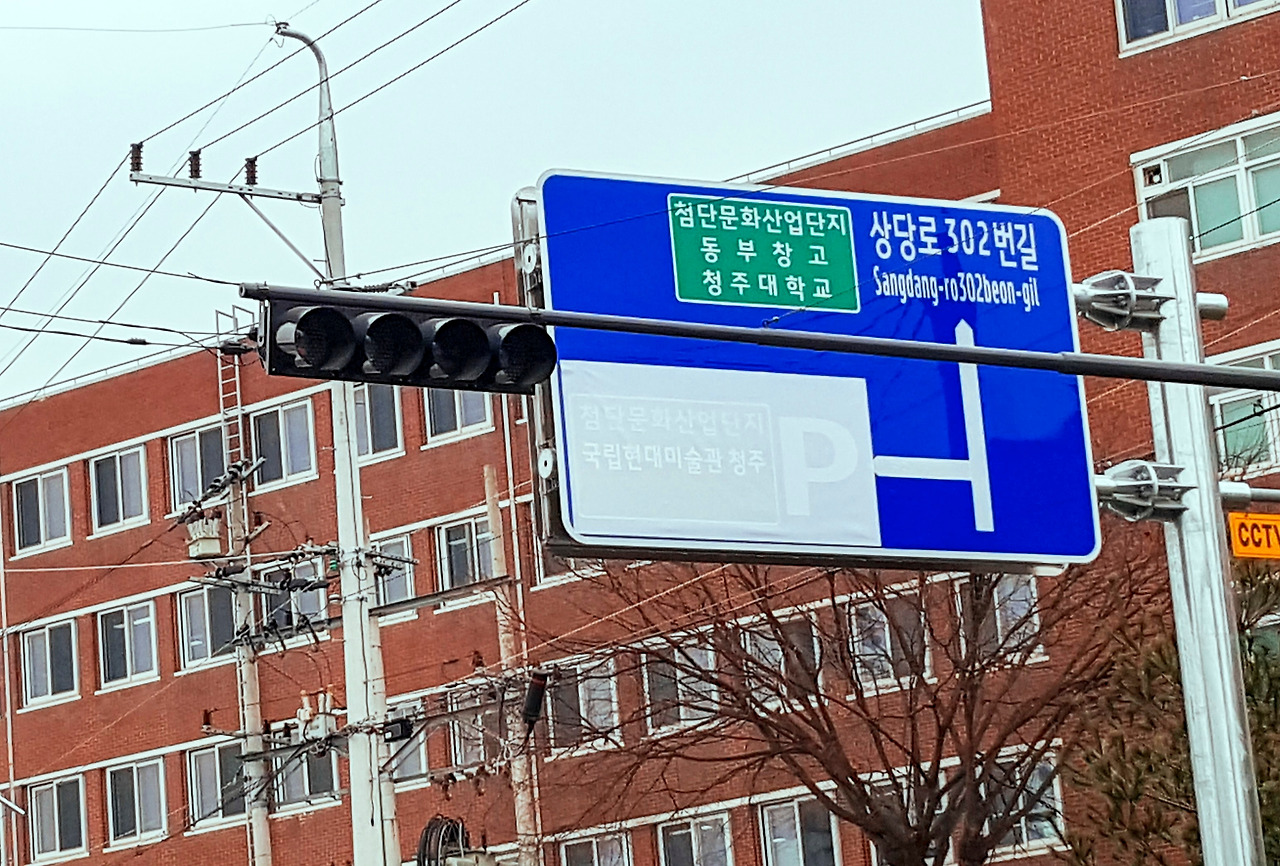 첨단문화산업단지
동부창고
청주대학교
상당로 302번길
Sangdang-ro302beon-gil
첨단문화산업단지
국립현대미술관 청주
P
CCTV